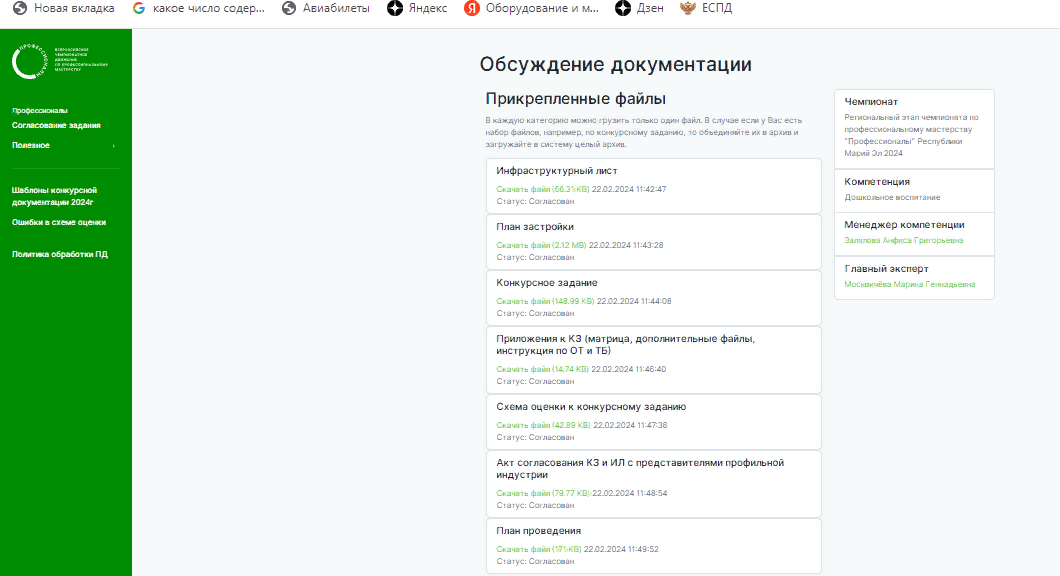 Новая вкладка
какое число содер...
Авиабилеты
Яндекс
Оборудование и м...
Дзен
ЕСПД
ПРОФЕССИОНАЛЫ
ВСЕРОССИЙСКОЕ
ЧЕМПИОНАТНОЕ
ДВИЖЕНИЕ
ПО ПРОФЕССИОНАЛЬНОМУ
МАСТЕРСТВУ
Профессионалы
Согласование задания
Полезное
Шаблоны конкурсной
документации 2024г
Ошибки в схеме оценки
Политика обработки ПД
Обсуждение документации
Прикрепленные файлы
В каждую категорию можно грузить только один файл. В случае если у Вас есть
набор файлов, например, по конкурсному заданию, то объединяйте их в архив и
загружайте в систему целый архив.
Инфраструктурный лист
Скачать файл (66.31 KB) 22.02.2024 11:42:47
Статус: Согласован
План застройки
Скачать файл (2.12 MB) 22.02.2024 11:43:28
Статус: Согласован
Конкурсное задание
Скачать файл (148.99 KB) 22.02.2024 11:44:08
Статус: Согласован
Приложения к КЗ (матрица, дополнительные файлы,
инструкция по ОТ и ТБ)
Скачать файл (14.74 KB) 22.02.2024 11:46:40
Статус: Согласован
Схема оценки к конкурсному заданию
Скачать файл (42.89 KB) 22.02.2024 11:47:38
Статус: Согласован
Акт согласования КЗ и ИЛ с представителями профильной
индустрии
Скачать файл (79.77 KB) 22.02.2024 11:48:54
Статус: Согласован
План проведения
Скачать файл (171 KB) 22.02.2024 11:49:52
Статус: Согласован
Чемпионат
Региональный этап чемпионата по
профессиональному мастерству
"Профессионалы" Республики
Марий Эл 2024
Компетенция
Дошкольное воспитание
Менеджер компетенции
Залялова Анфиса Григорьевна
Главный эксперт
Москвичёва Марина Геннадьевна